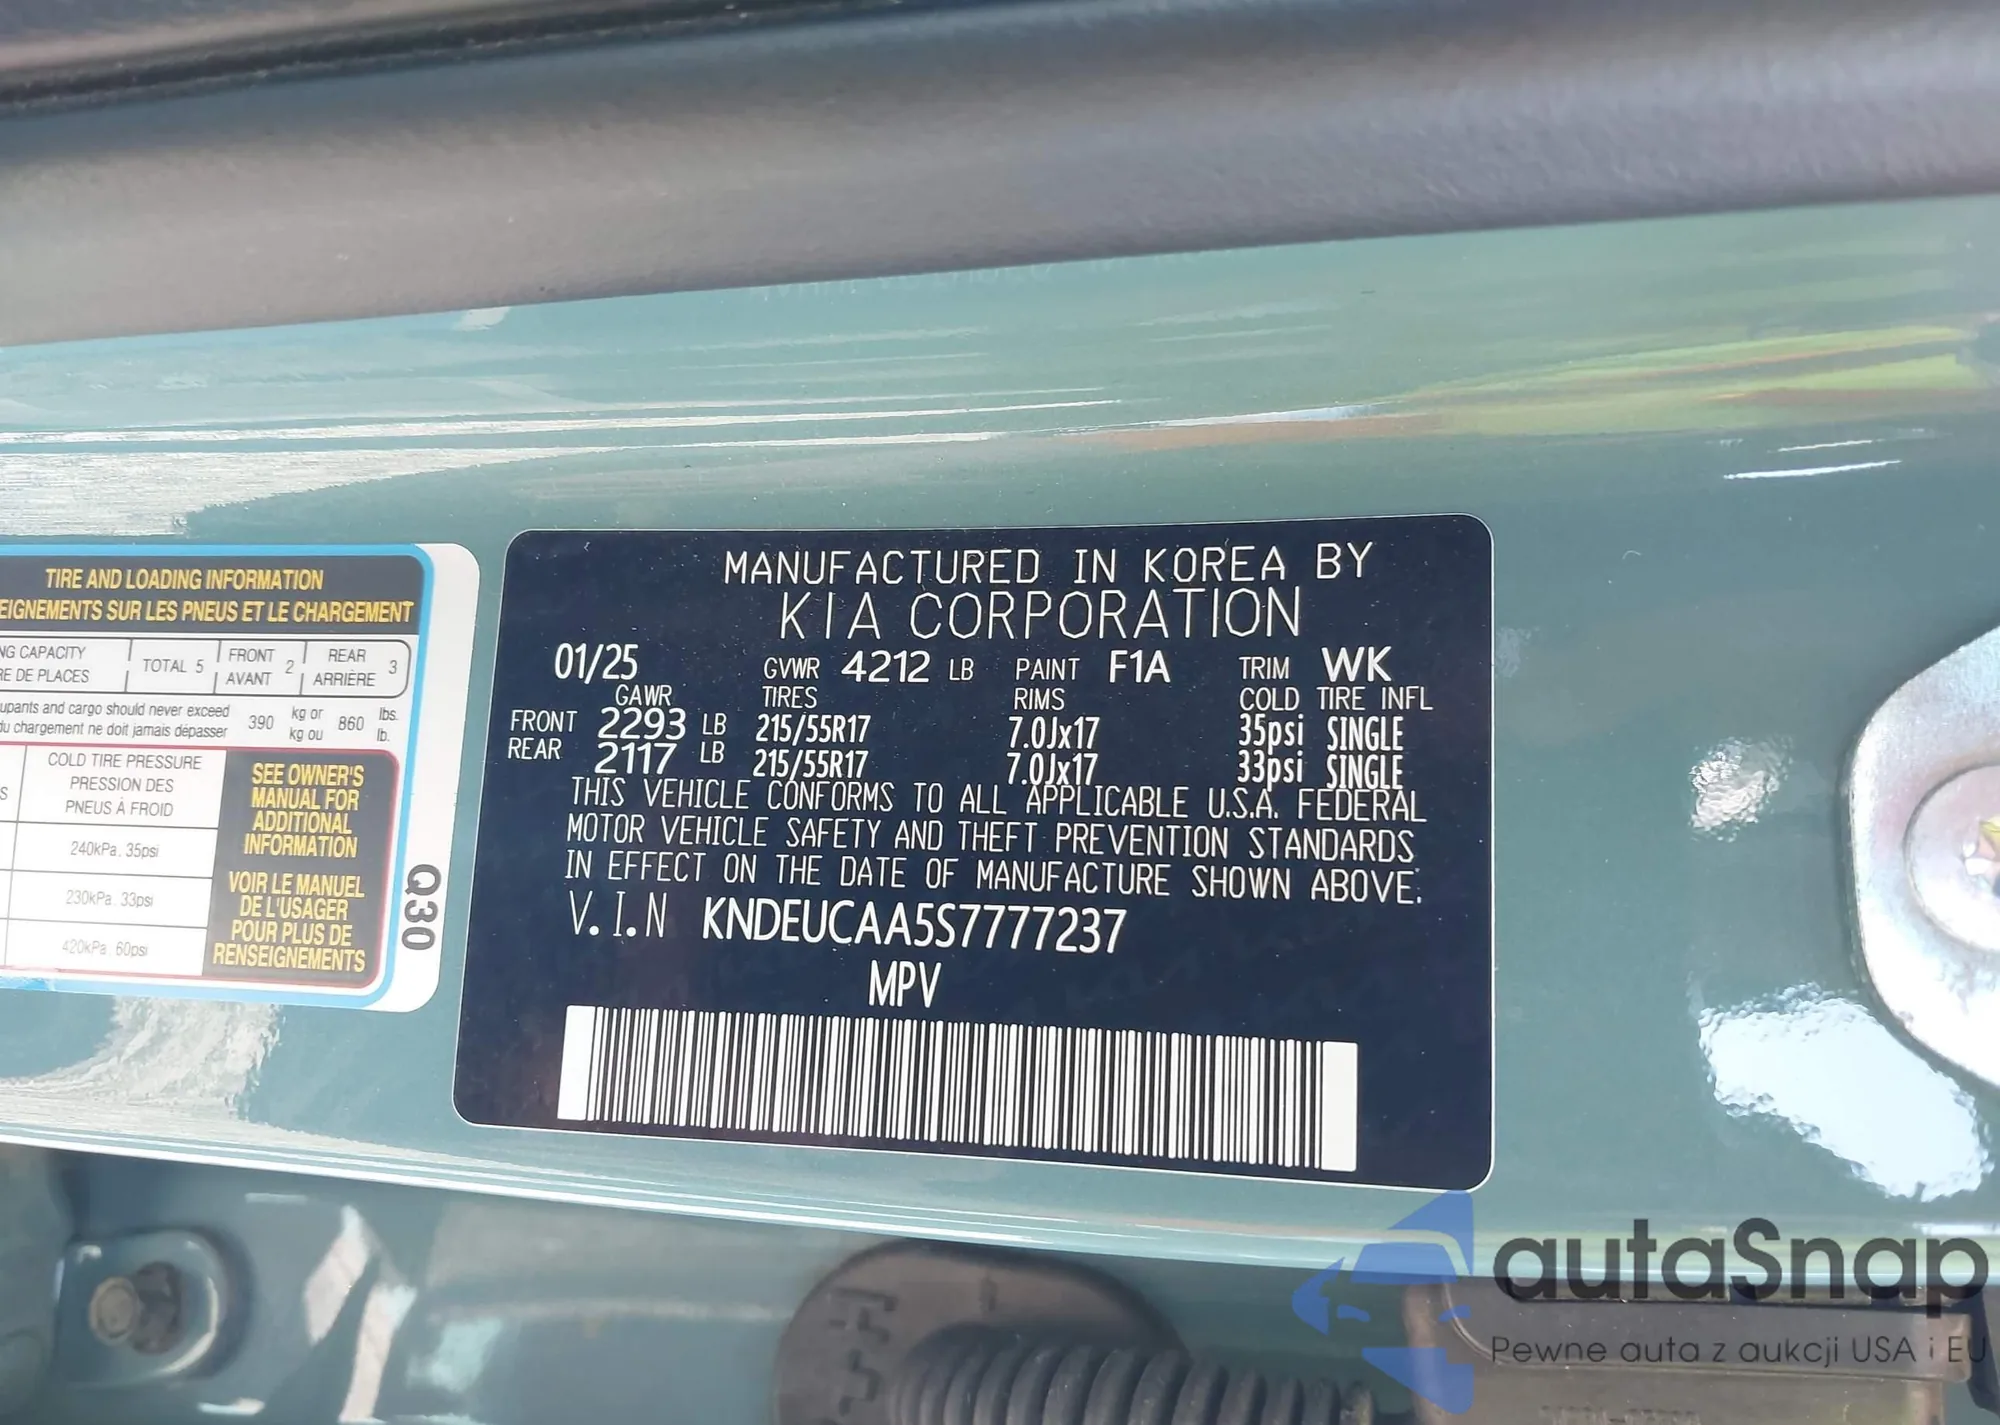 TIRE AND LOADING INFORMATION
EIGNEMENTS SUR LES PNEUS ET LE CHARGEMENT
NG CAPACITY
RE DE PLACES
TOTAL 5
FRONT
AVANT
2
REAR
ARRIÈRE
3
upants and cargo should never exceed
du chargement ne doit jamais dépasser
390
kg or
kg ou
860
lbs.
lb.
COLD TIRE PRESSURE
PRESSION DES
PNEUS À FROID
S
240kPa. 35psi
230kPa. 33psi
420kPa. 60psi
SEE OWNER'S
MANUAL FOR
ADDITIONAL
INFORMATION
VOIR LE MANUEL
DE L'USAGER
POUR PLUS DE
RENSEIGNEMENTS
Q30
MANUFACTURED IN KOREA BY
KIA CORPORATION
01/25 GVWR 4212 LB PAINT F1A TRIM WK
GAWR TIRES RIMS COLD TIRE INFL
FRONT 2293 LB 215/55R17 7.0Jx17 35psi SINGLE
REAR 2117 LB 215/55R17 7.0Jx17 33psi SINGLE
THIS VEHICLE CONFORMS TO ALL APPLICABLE U.S.A. FEDERAL
MOTOR VEHICLE SAFETY AND THEFT PREVENTION STANDARDS
IN EFFECT ON THE DATE OF MANUFACTURE SHOWN ABOVE.
V.I.N KNDEUCAA5S7777237
MPV
autaSnap
Pewne auta z aukcji USA i EU